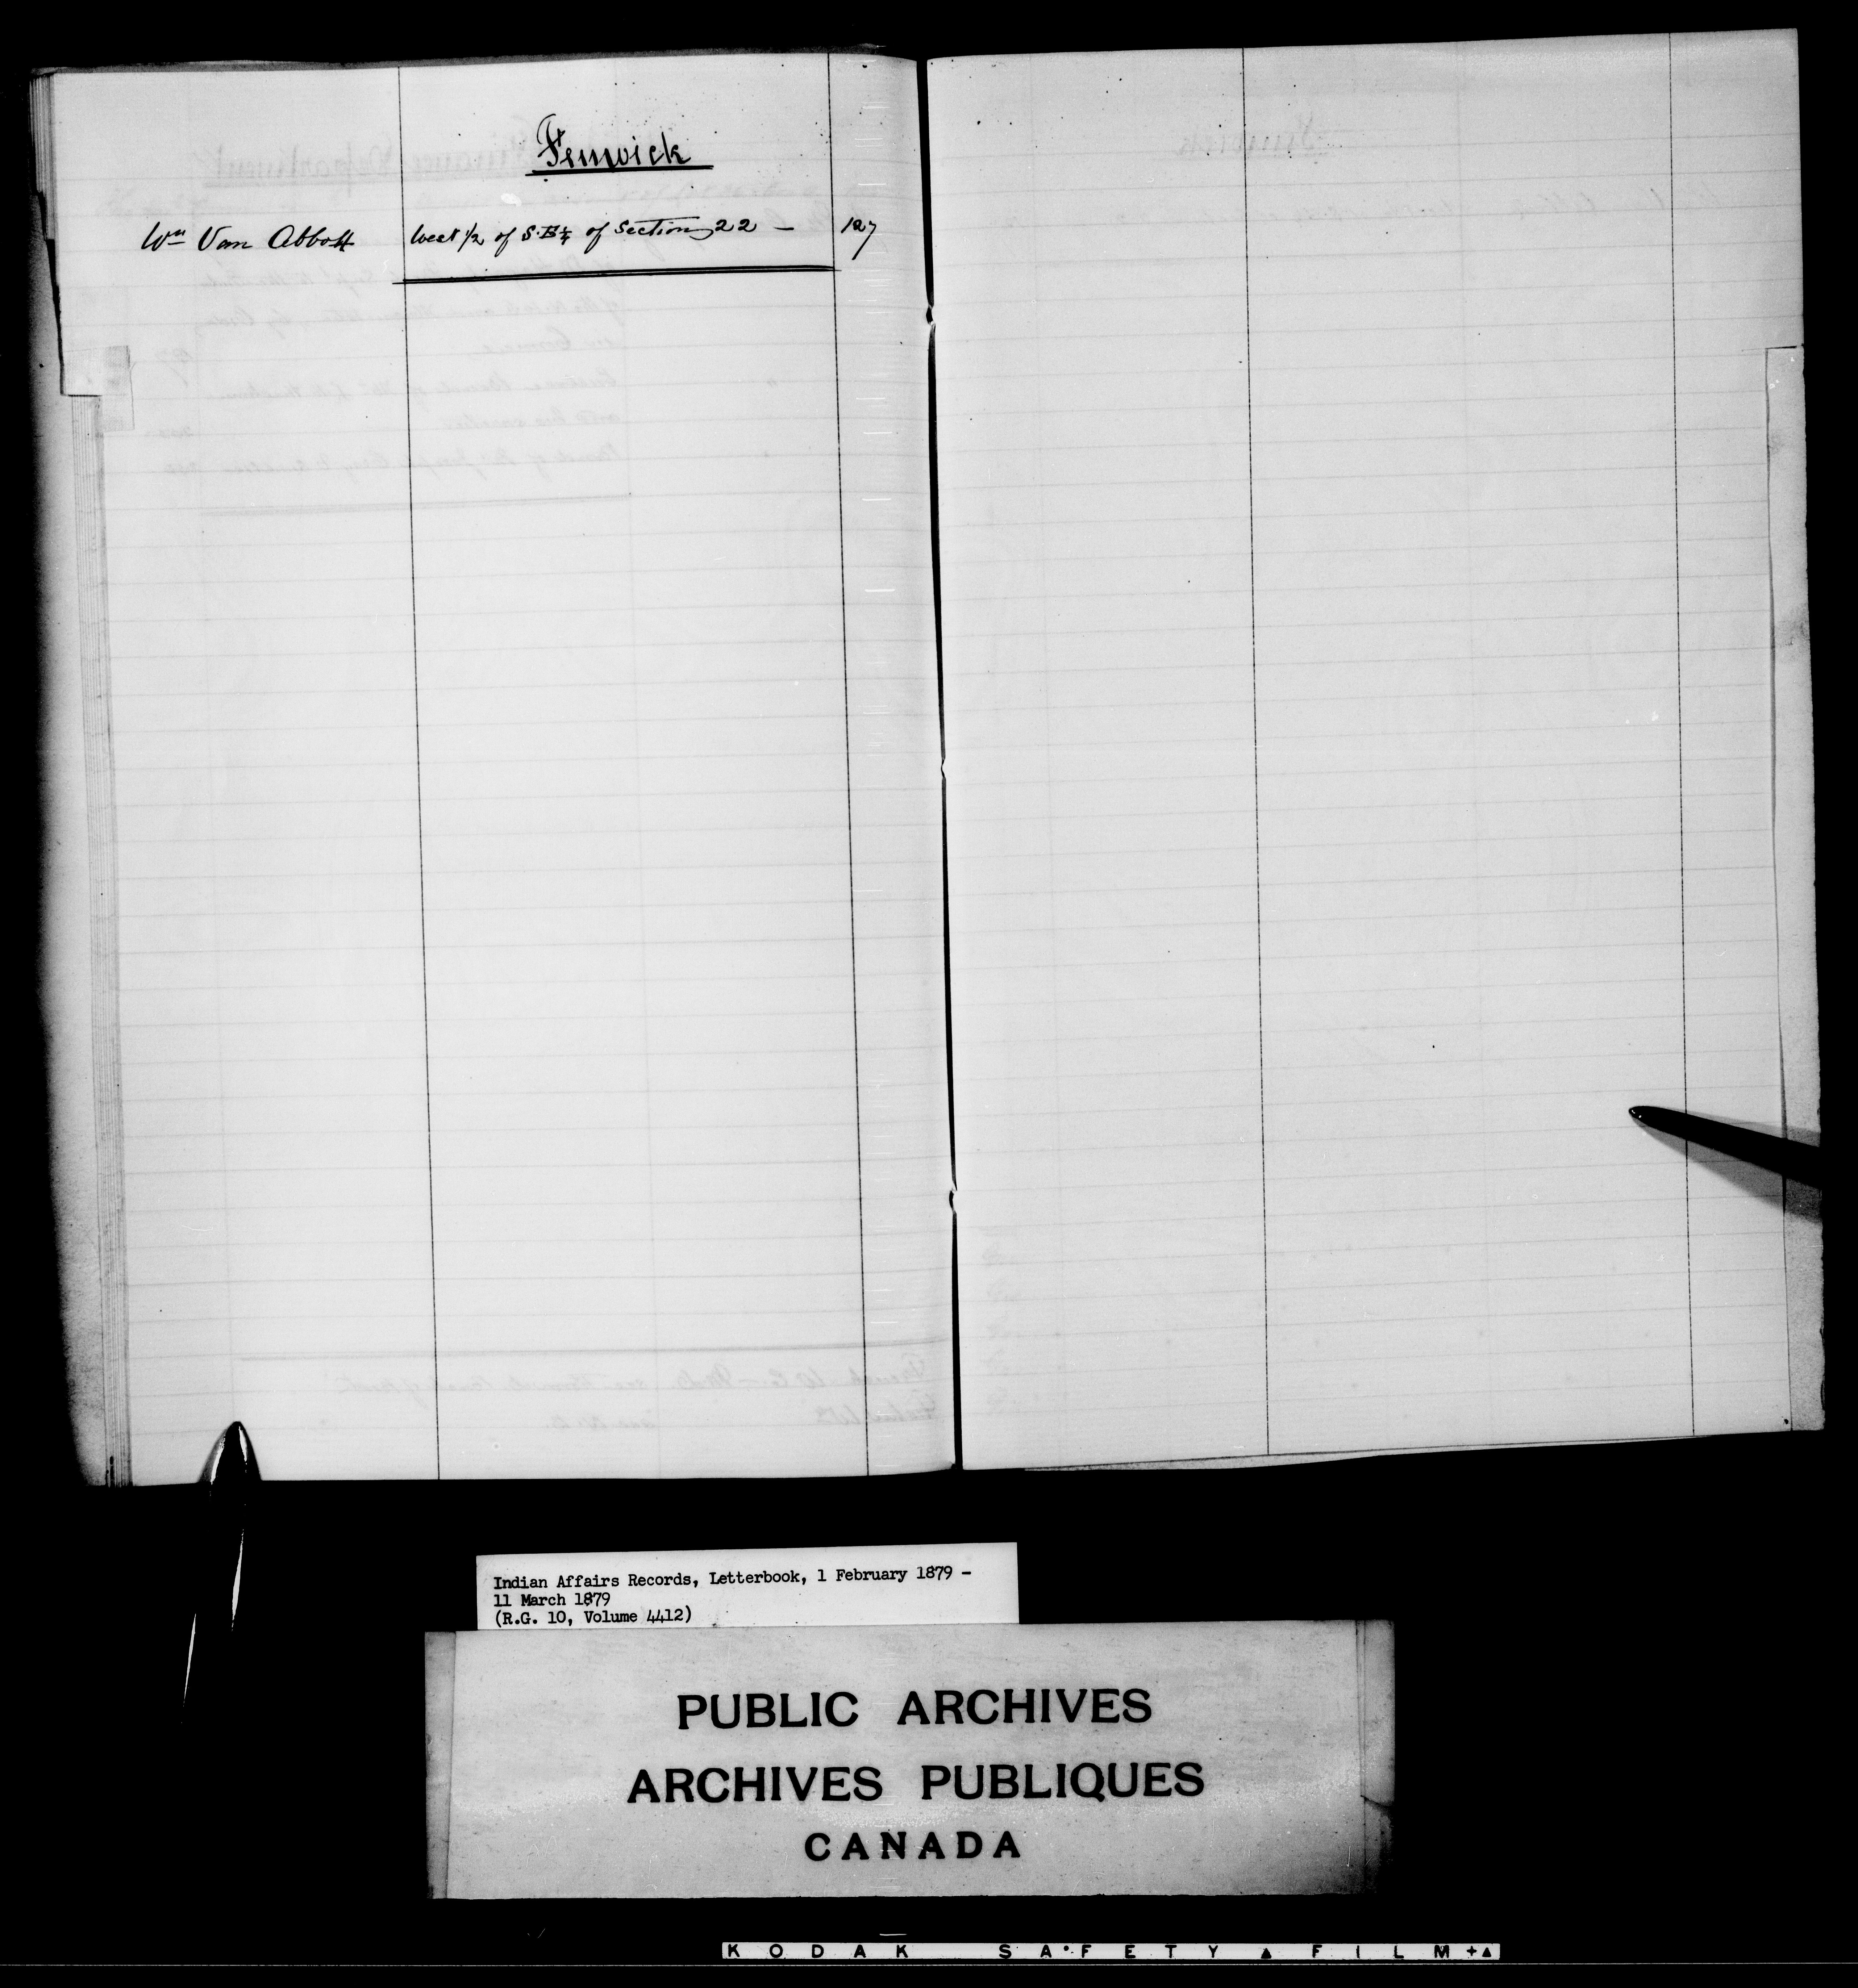 Fenwick
Wm Van Abbott West 1/2 of S.E 1/4 of Section 22 — 127
Indian Affairs Records, Letterbook, 1 February 1879 –
11 March 1879
(R.G. 10, Volume 4412)
PUBLIC ARCHIVES
ARCHIVES PUBLIQUES
CANADA
KODAK SAFETY FILM